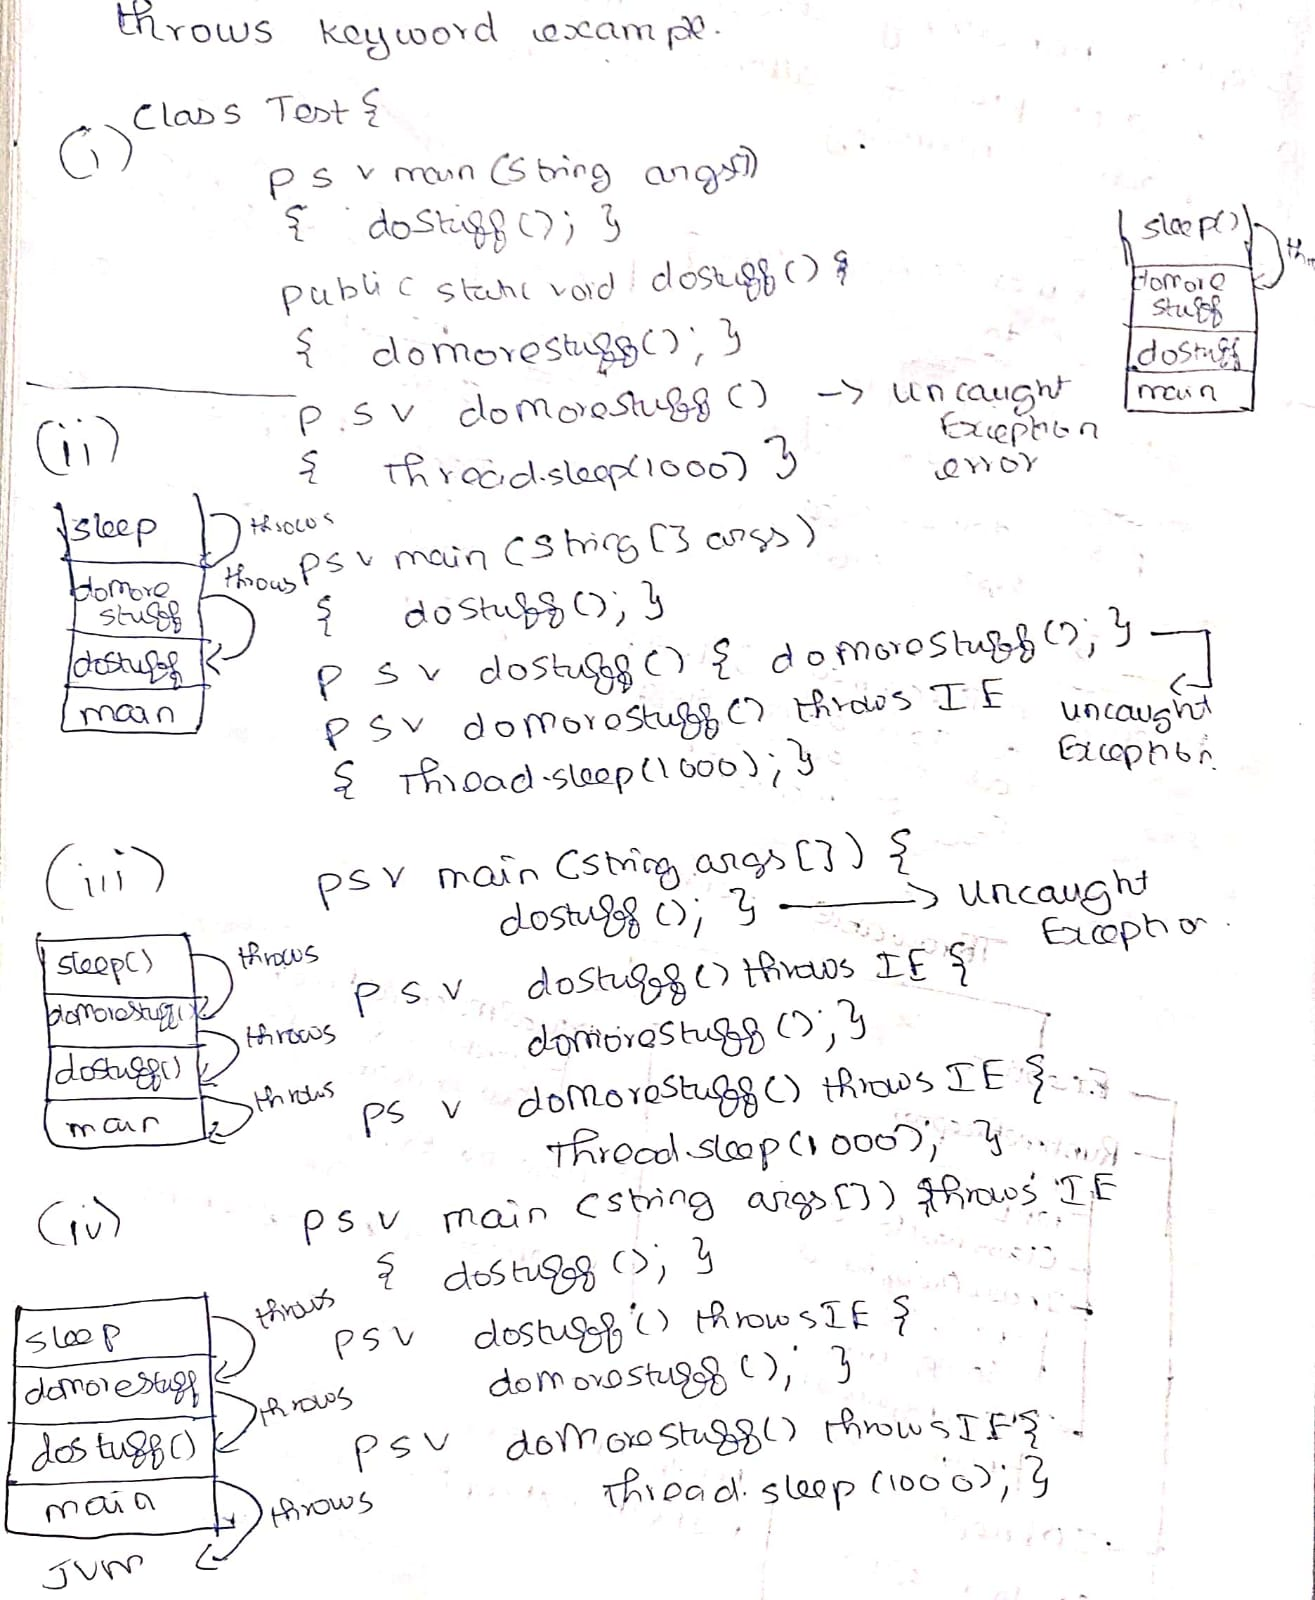 throws keyword exampe.
(i) Class Test {
p s v main (String args[])
{ dostuff(); }
public static void dostuff() {
{ domorestuff(); }
p s v domorestuff() -> uncaught
Exception
error
{ thread.sleep(1000) }
sleep()
domore
stuff
dostuff
main
(ii)
psv main (String [] args)
{ dostuff(); }
p s v dostuff() { domorestuff(); }
uncaught
Exception.
p s v domorestuff() throws IE
{ Thread.sleep(1000); }
sleep
throws
domore
stuff
throws
dostuff
main
(iii)
psv main (String args[]) {
dostuff(); } -> uncaught
Exception.
p s v dostuff() throws IE {
domorestuff(); }
ps v domorestuff() throws IE {
Thread.sleep(1000); }
sleep()
throws
domorestuff()
throws
dostuff()
throws
main
(iv)
p s v main (string args[]) throws IE
{ dostuff(); }
psv dostuff() throws IE {
domorestuff(); }
psv domorestuff() throws IE {
thread.sleep(1000); }
sleep
throws
domorestuff
throws
dostuff()
main
throws
JVM